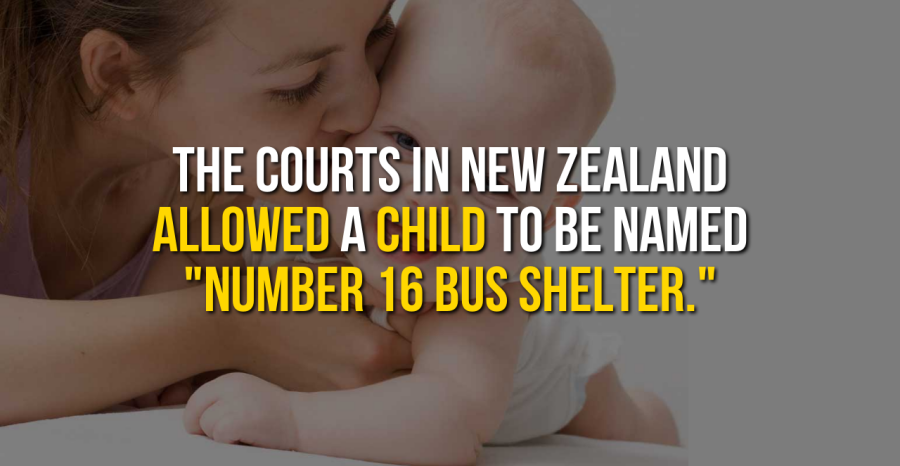 THE COURTS IN NEW ZEALAND
ALLOWED A CHILD TO BE NAMED
"NUMBER 16 BUS SHELTER."